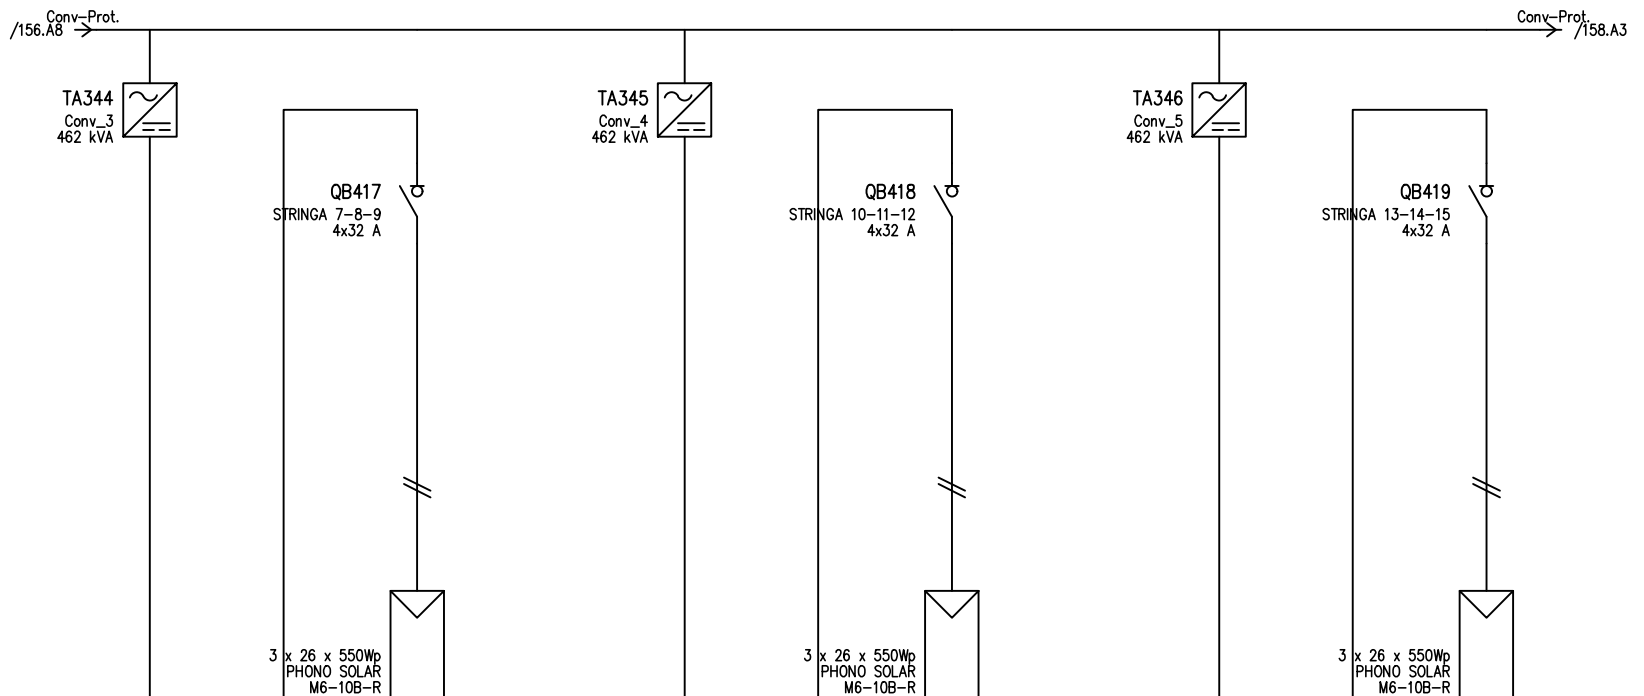 Conv-Prot.
/156.A8
Conv-Prot.
/158.A3
TA344
Conv_3
462 kVA
QB417
STRINGA 7-8-9
4x32 A
3 x 26 x 550Wp
PHONO SOLAR
M6-10B-R
TA345
Conv_4
462 kVA
QB418
STRINGA 10-11-12
4x32 A
3 x 26 x 550Wp
PHONO SOLAR
M6-10B-R
TA346
Conv_5
462 kVA
QB419
STRINGA 13-14-15
4x32 A
3 x 26 x 550Wp
PHONO SOLAR
M6-10B-R